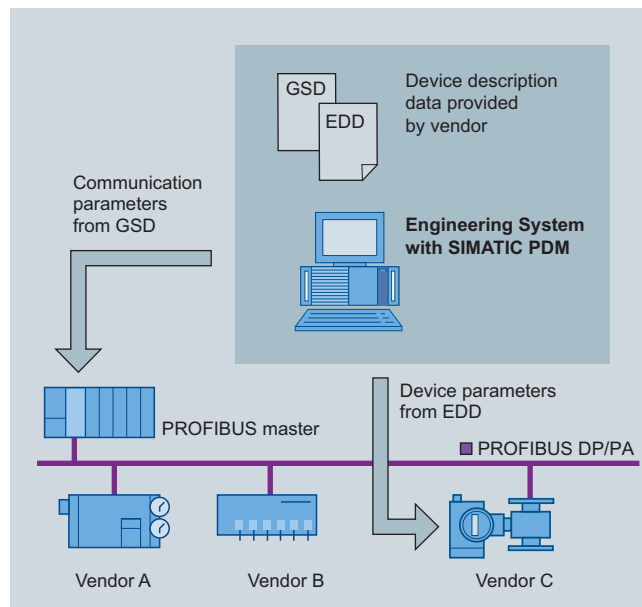 GSD
EDD
Device description
data provided
by vendor
Communication
parameters
from GSD
Engineering System
with SIMATIC PDM
Device parameters
from EDD
PROFIBUS master
PROFIBUS DP/PA
Vendor A
Vendor B
Vendor C